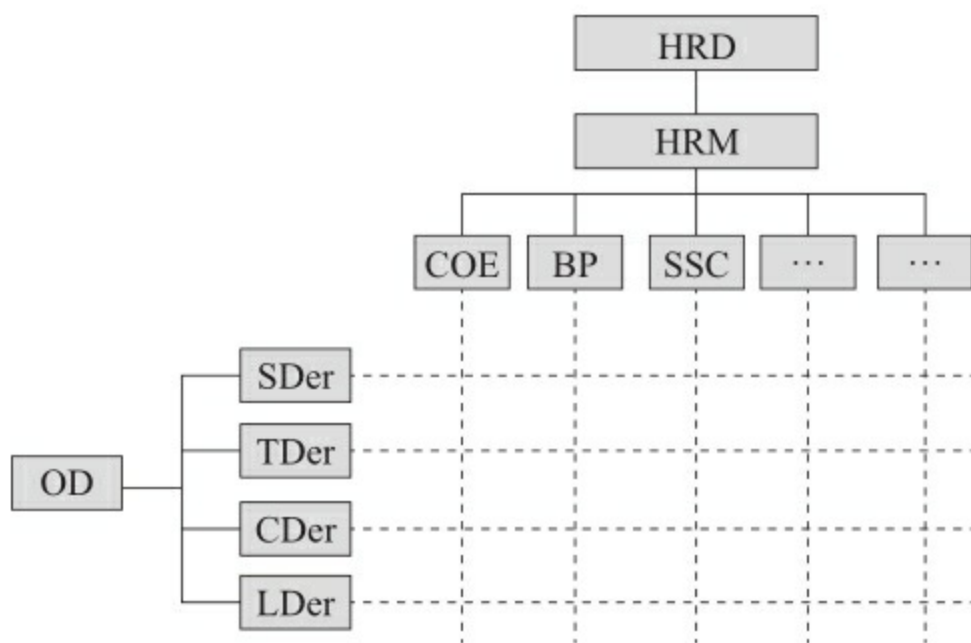 HRD
HRM
COE BP SSC … …
SDer
TDer
OD
CDer
LDer